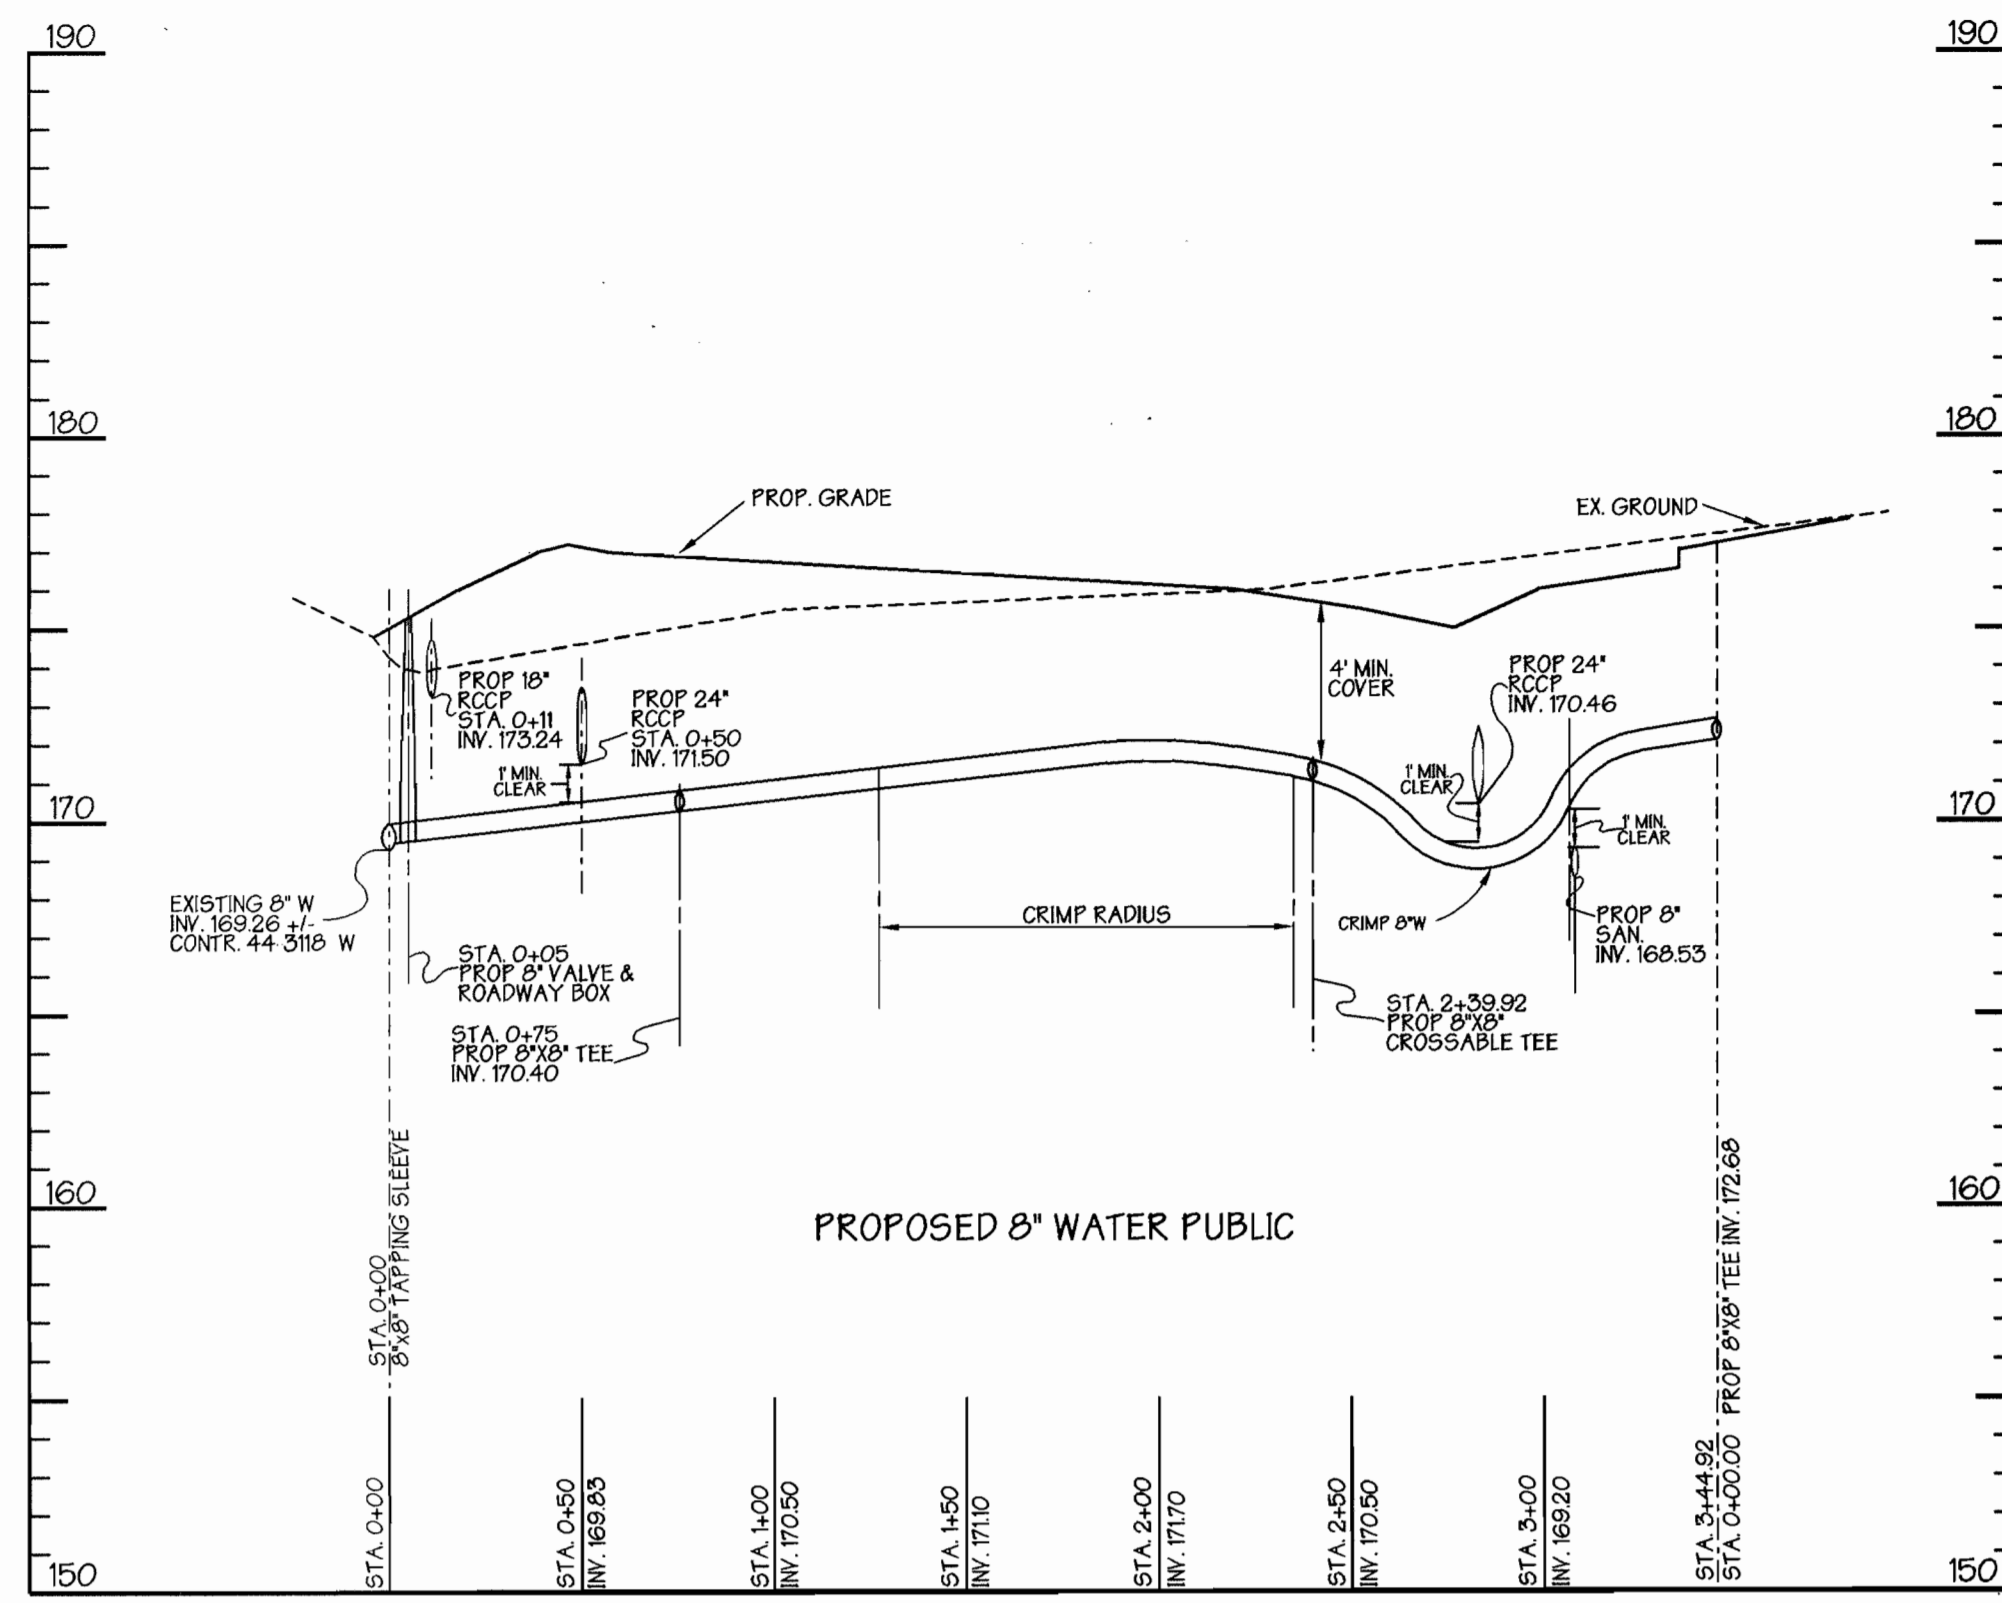 190
190
180
180
PROP. GRADE
EX. GROUND
PROP 18"
RCCP
STA. 0+11
INV. 173.24
PROP 24"
RCCP
STA. 0+50
INV. 171.50
1' MIN.
CLEAR
4' MIN.
COVER
PROP 24"
RCCP
INV. 170.46
1' MIN.
CLEAR
1' MIN.
CLEAR
170
170
EXISTING 8" W
INV. 169.26 +/-
CONTR. 44 3118 W
CRIMP RADIUS
CRIMP 8"W
PROP 8"
SAN.
INV. 168.53
STA. 0+05
PROP 8" VALVE &
ROADWAY BOX
STA. 0+75
PROP 8"X8" TEE
INV. 170.40
STA. 2+39.92
PROP 8"X8"
CROSSABLE TEE
160
160
STA. 0+00
8"X8" TAPPING SLEEVE
PROPOSED 8" WATER PUBLIC
STA. 0+00
STA. 0+50
INV. 169.83
STA. 1+00
INV. 170.50
STA. 1+50
INV. 171.10
STA. 2+00
INV. 171.70
STA. 2+50
INV. 170.50
STA. 3+00
INV. 169.20
STA. 3+44.92
STA. 0+00.00 PROP 8"X8" TEE INV. 172.68
150
150